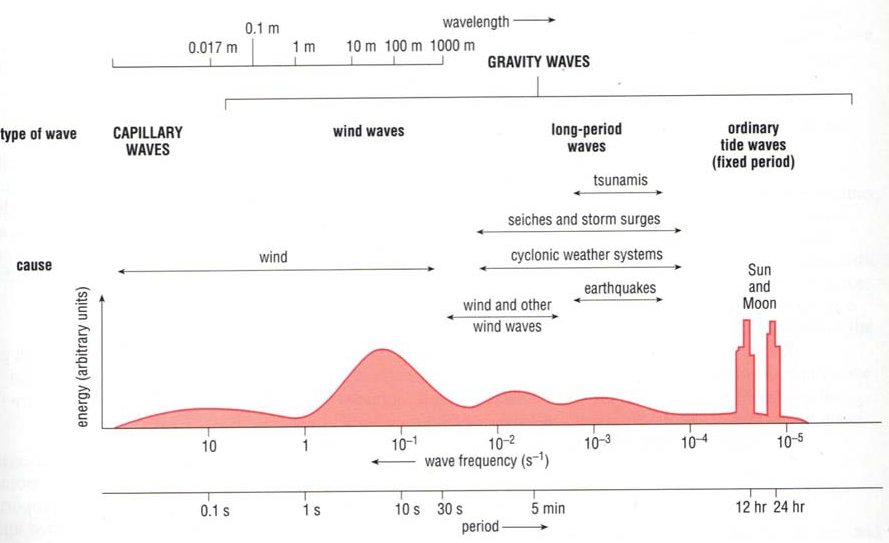 wavelength
0.1 m
0.017 m 1 m 10 m 100 m 1000 m
GRAVITY WAVES
type of wave
CAPILLARY
WAVES
wind waves
long-period
waves
ordinary
tide waves
(fixed period)
tsunamis
seiches and storm surges
cause
wind
cyclonic weather systems
earthquakes
wind and other
wind waves
Sun
and
Moon
energy (arbitrary units)
10 1 10⁻¹ 10⁻² 10⁻³ 10⁻⁴ 10⁻⁵
wave frequency (s⁻¹)
0.1 s 1 s 10 s 30 s 5 min 12 hr 24 hr
period